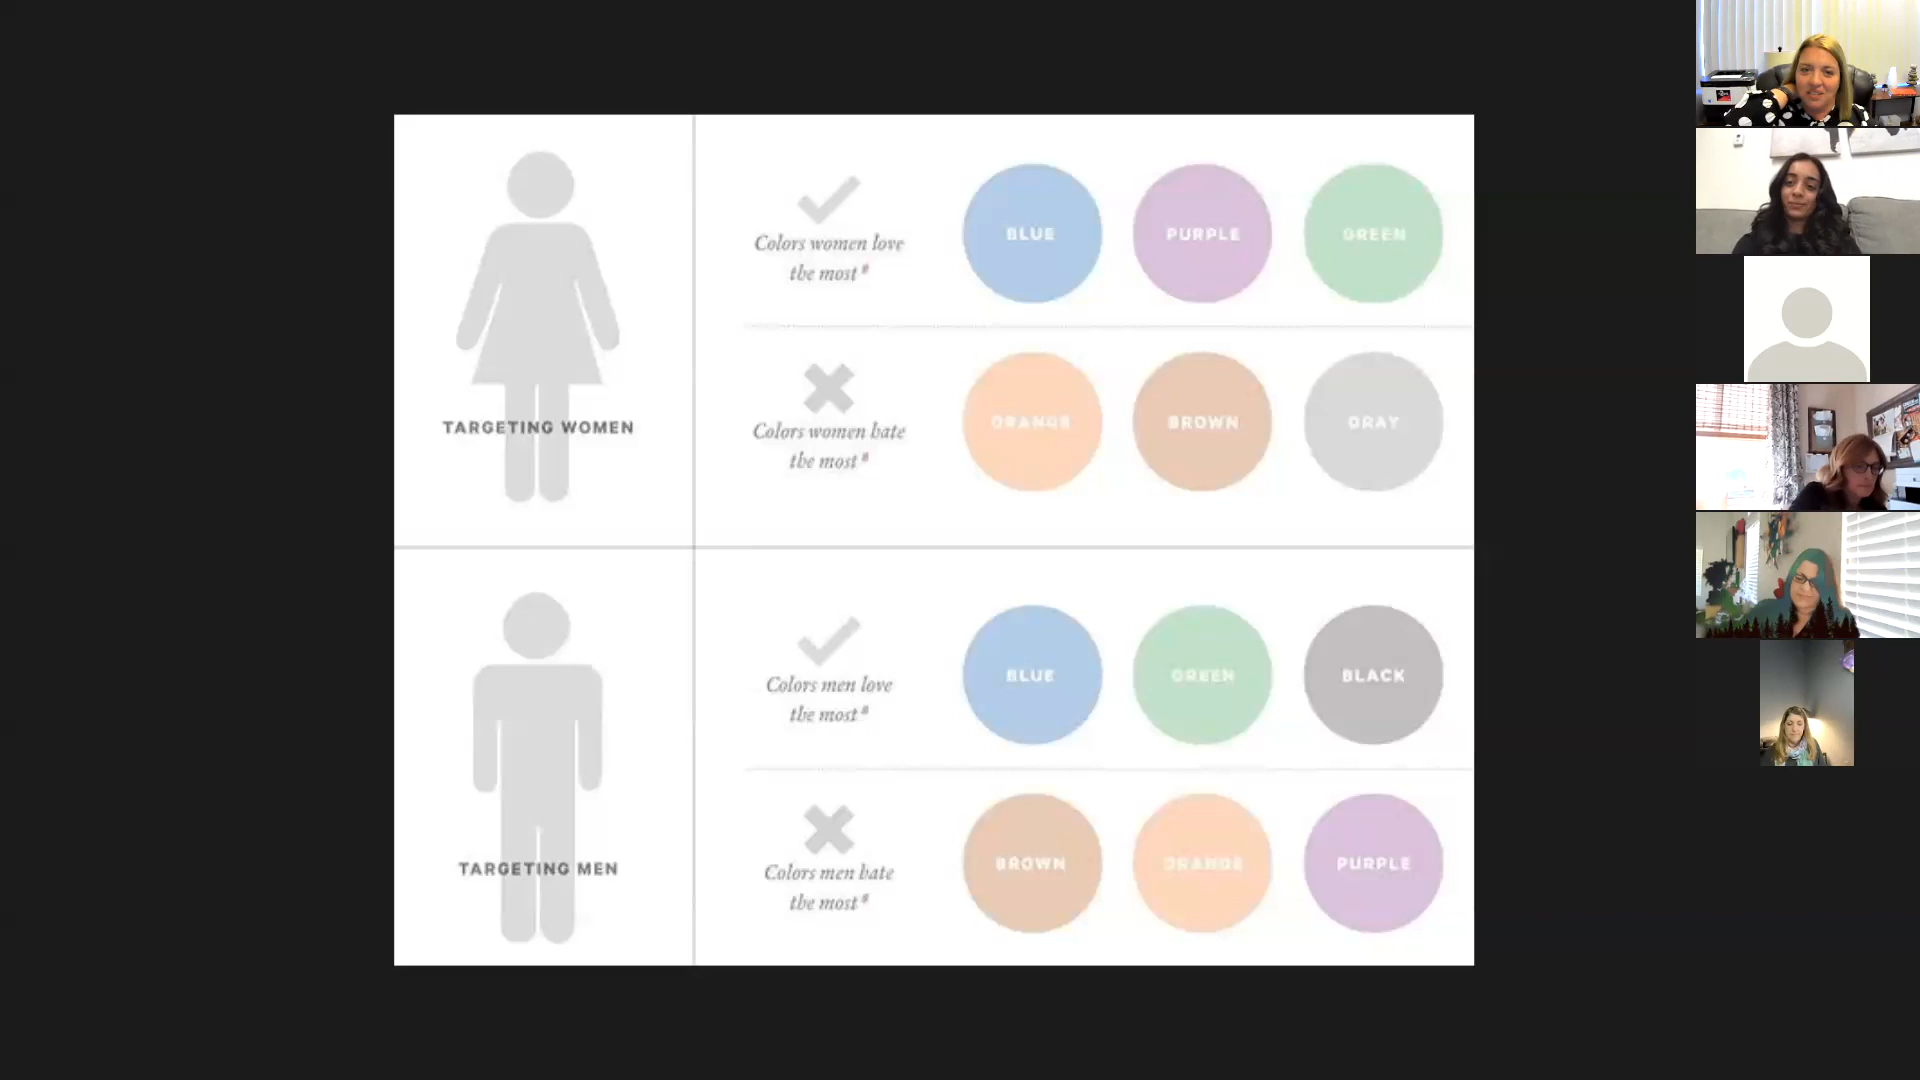 Colors women love
the most
BLUE
PURPLE
GREEN
TARGETING WOMEN
Colors women hate
the most
ORANGE
BROWN
GRAY
Colors men love
the most
BLUE
GREEN
BLACK
TARGETING MEN
Colors men hate
the most
BROWN
ORANGE
PURPLE